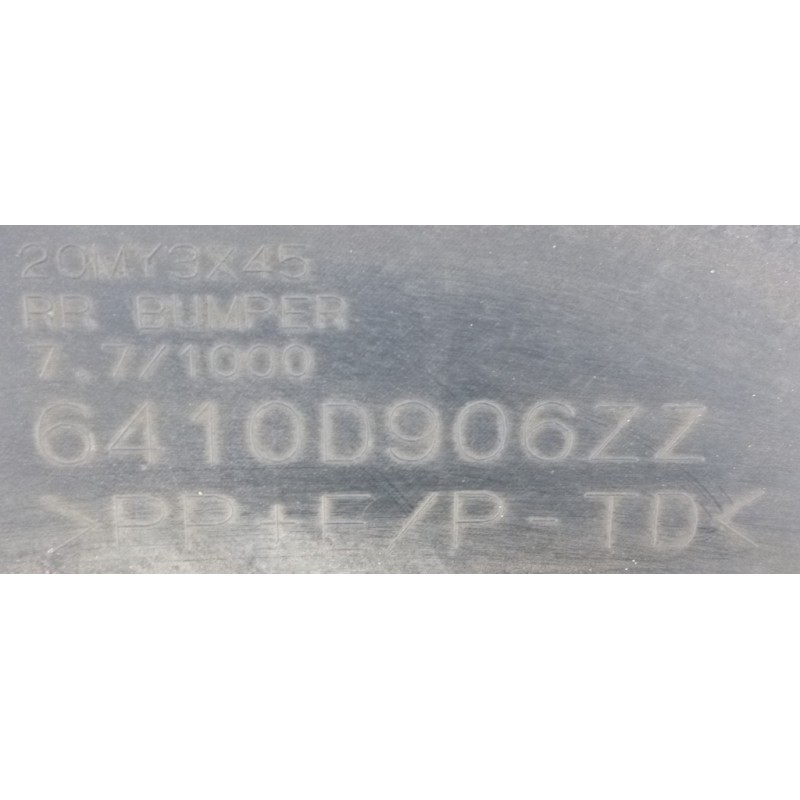 20MY3X45
RR BUMPER
7.7/1000
6410D906ZZ
>PP+E/P-TD<